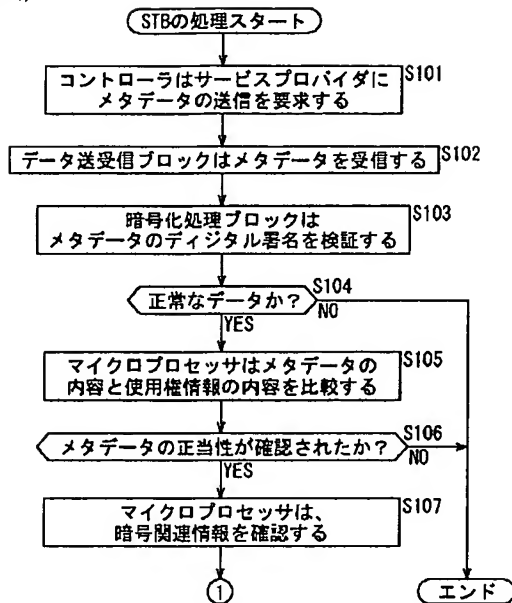 STBの処理スタート
コントローラはサービスプロバイダに
メタデータの送信を要求する
S101
データ送受信ブロックはメタデータを受信する
S102
暗号化処理ブロックは
メタデータのディジタル署名を検証する
S103
正常なデータか?
S104
NO
YES
マイクロプロセッサはメタデータの
内容と使用権情報の内容を比較する
S105
メタデータの正当性が確認されたか?
S106
NO
YES
マイクロプロセッサは、
暗号関連情報を確認する
S107
1
エンド